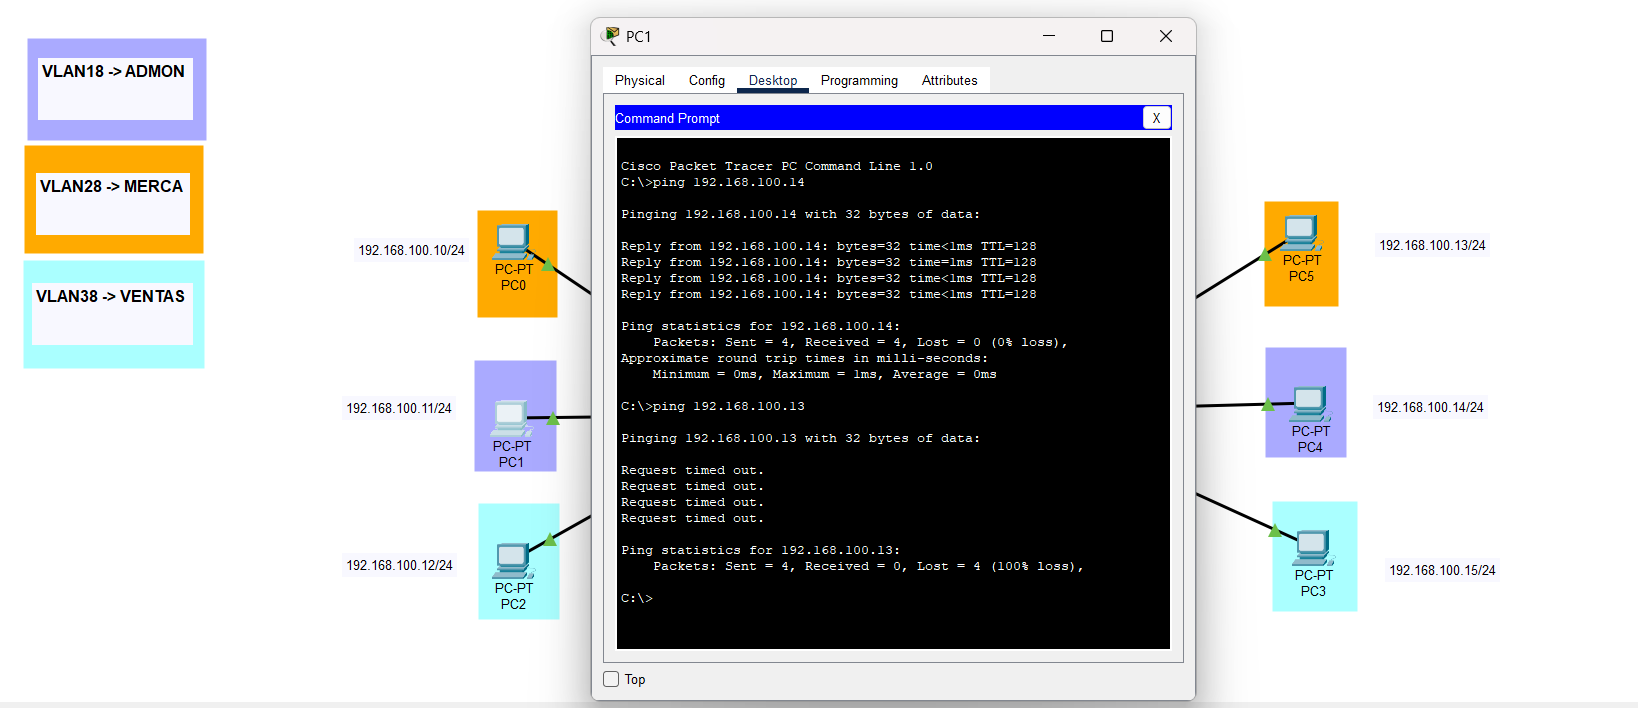 VLAN18 -> ADMON
VLAN28 -> MERCA
VLAN38 -> VENTAS
192.168.100.10/24
PC-PT
PC0
192.168.100.11/24
PC-PT
PC1
192.168.100.12/24
PC-PT
PC2
PC1
Physical Config Desktop Programming Attributes
Command Prompt X
Cisco Packet Tracer PC Command Line 1.0
C:\>ping 192.168.100.14
Pinging 192.168.100.14 with 32 bytes of data:
Reply from 192.168.100.14: bytes=32 time<1ms TTL=128
Reply from 192.168.100.14: bytes=32 time=1ms TTL=128
Reply from 192.168.100.14: bytes=32 time<1ms TTL=128
Reply from 192.168.100.14: bytes=32 time<1ms TTL=128
Ping statistics for 192.168.100.14:
Packets: Sent = 4, Received = 4, Lost = 0 (0% loss),
Approximate round trip times in milli-seconds:
Minimum = 0ms, Maximum = 1ms, Average = 0ms
C:\>ping 192.168.100.13
Pinging 192.168.100.13 with 32 bytes of data:
Request timed out.
Request timed out.
Request timed out.
Request timed out.
Ping statistics for 192.168.100.13:
Packets: Sent = 4, Received = 0, Lost = 4 (100% loss),
C:\>
Top
PC-PT
PC5
192.168.100.13/24
PC-PT
PC4
192.168.100.14/24
PC-PT
PC3
192.168.100.15/24